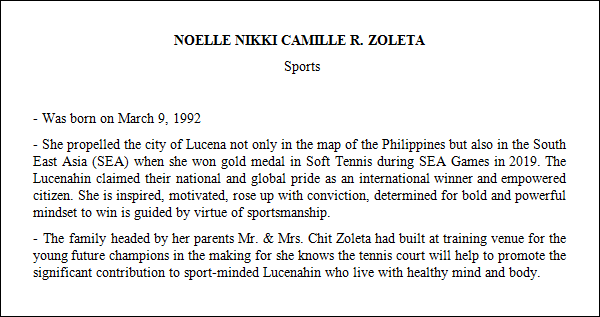 NOELLE NIKKI CAMILLE R. ZOLETA
Sports
- Was born on March 9, 1992
- She propelled the city of Lucena not only in the map of the Philippines but also in the South
East Asia (SEA) when she won gold medal in Soft Tennis during SEA Games in 2019. The
Lucenahin claimed their national and global pride as an international winner and empowered
citizen. She is inspired, motivated, rose up with conviction, determined for bold and powerful
mindset to win is guided by virtue of sportsmanship.
- The family headed by her parents Mr. & Mrs. Chit Zoleta had built at training venue for the
young future champions in the making for she knows the tennis court will help to promote the
significant contribution to sport-minded Lucenahin who live with healthy mind and body.